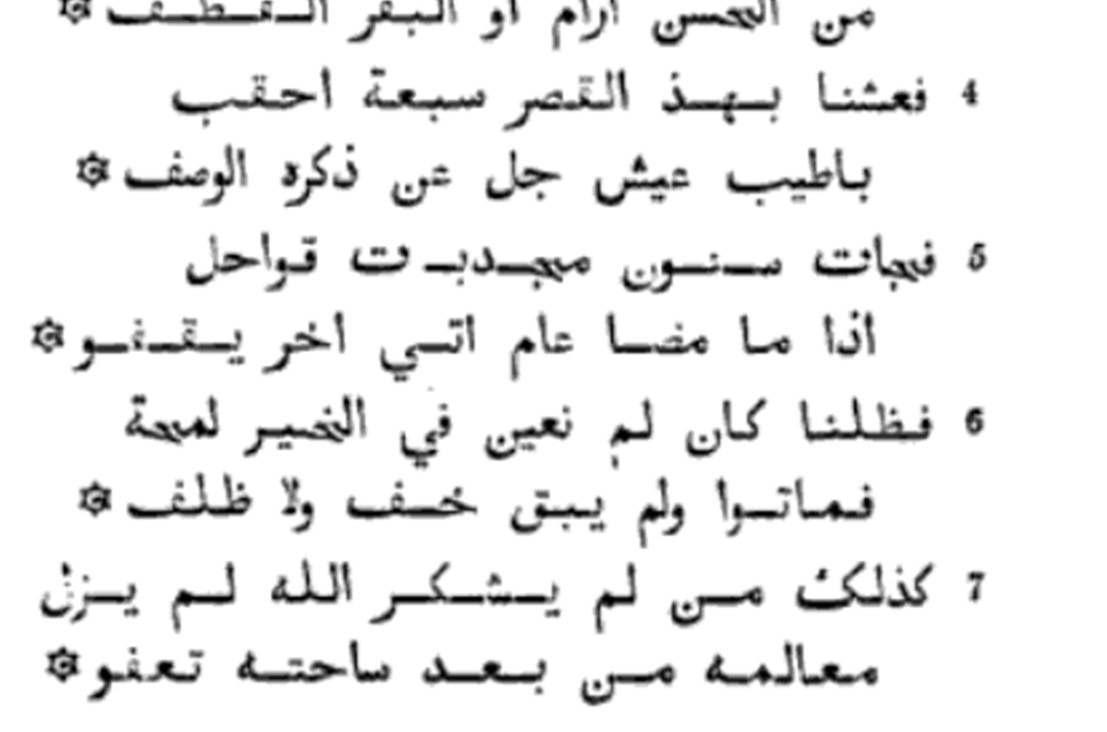 من الحسن ارام او البقر القطف ۞
4 فعشنا بهذ القصر سبعة احقب
باطيب عيش جل عن ذكره الوصف ۞
5 فجات سنون مجدبت قواحل
اذا ما مضا عام اتي اخر يقفو ۞
6 فظلنا كان لم نعين في الخير لمحة
فماتوا ولم يبق خف ولا ظلف ۞
7 كذلك من لم يشكر الله لم يزل
معالمه من بعد ساحته تعفو ۞